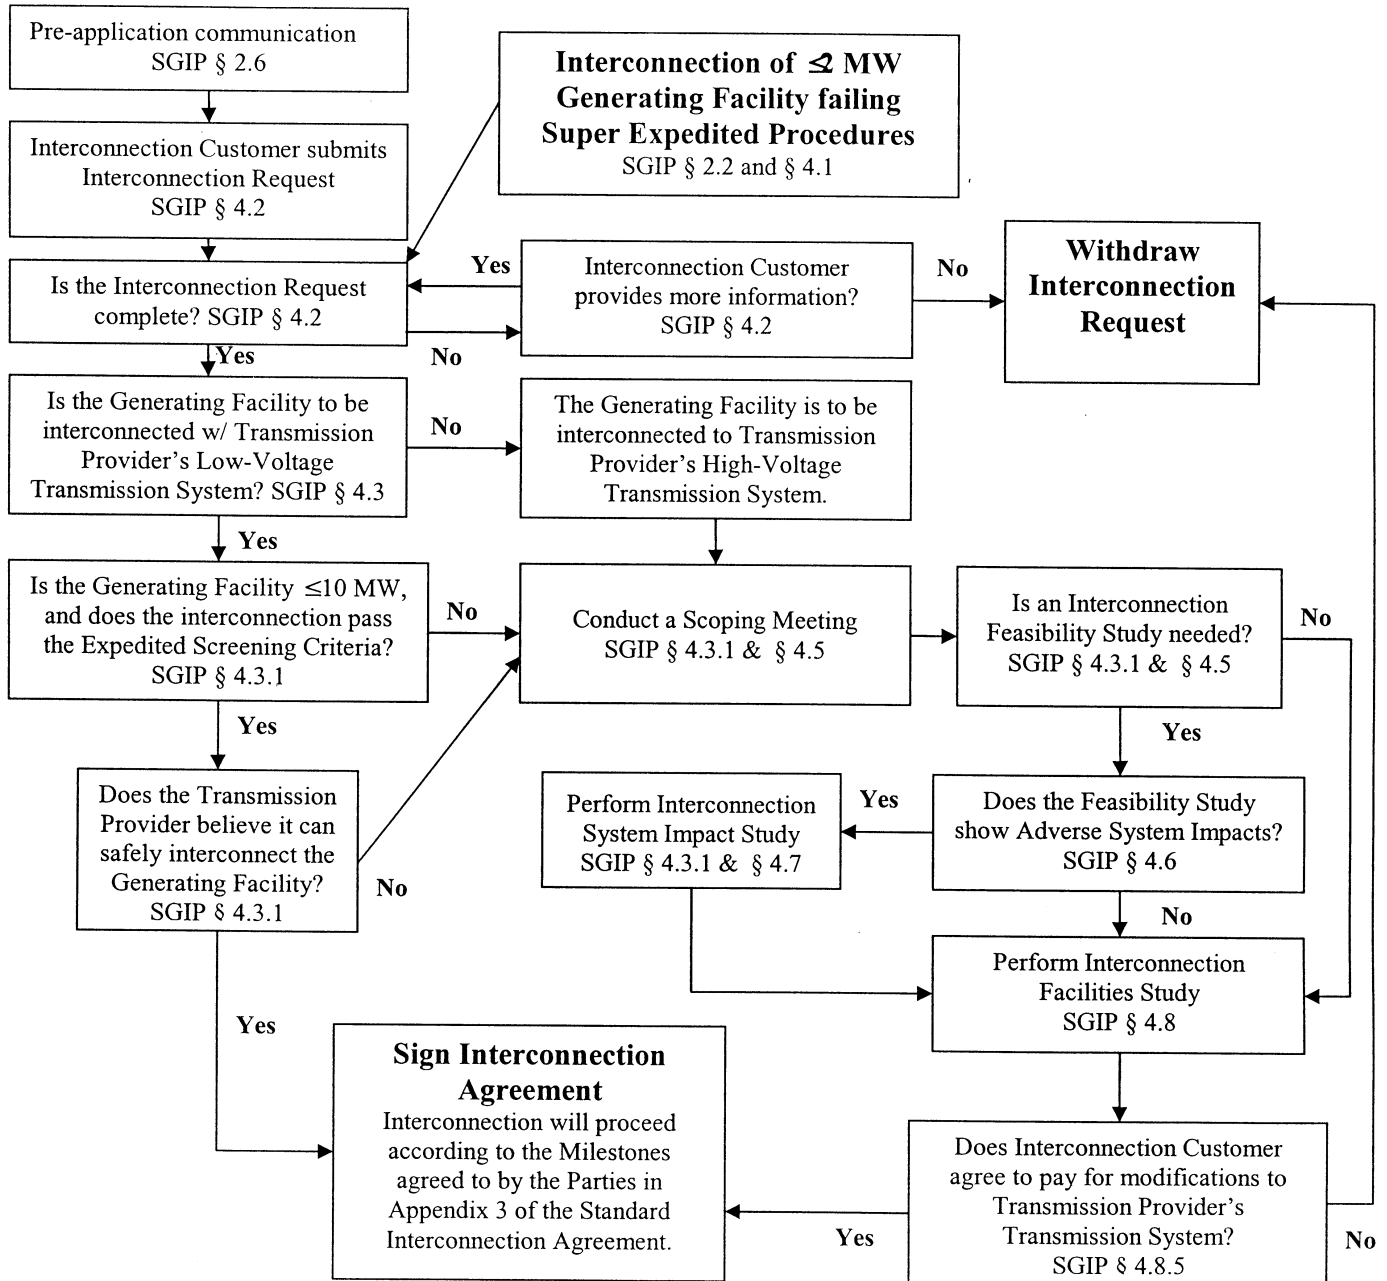 Pre-application communication
SGIP § 2.6
Interconnection of ≤2 MW
Generating Facility failing
Super Expedited Procedures
SGIP § 2.2 and § 4.1
Interconnection Customer submits
Interconnection Request
SGIP § 4.2
Is the Interconnection Request
complete? SGIP § 4.2
Yes
No
Interconnection Customer
provides more information?
SGIP § 4.2
No
Withdraw
Interconnection
Request
Yes
Is the Generating Facility to be
interconnected w/ Transmission
Provider's Low-Voltage
Transmission System? SGIP § 4.3
No
The Generating Facility is to be
interconnected to Transmission
Provider's High-Voltage
Transmission System.
Yes
Is the Generating Facility ≤10 MW,
and does the interconnection pass
the Expedited Screening Criteria?
SGIP § 4.3.1
No
Conduct a Scoping Meeting
SGIP § 4.3.1 & § 4.5
Is an Interconnection
Feasibility Study needed?
SGIP § 4.3.1 & § 4.5
No
Yes
Yes
Does the Transmission
Provider believe it can
safely interconnect the
Generating Facility?
SGIP § 4.3.1
No
Perform Interconnection
System Impact Study
SGIP § 4.3.1 & § 4.7
Yes
Does the Feasibility Study
show Adverse System Impacts?
SGIP § 4.6
No
Perform Interconnection
Facilities Study
SGIP § 4.8
Yes
Sign Interconnection
Agreement
Interconnection will proceed
according to the Milestones
agreed to by the Parties in
Appendix 3 of the Standard
Interconnection Agreement.
Yes
Does Interconnection Customer
agree to pay for modifications to
Transmission Provider's
Transmission System?
SGIP § 4.8.5
No